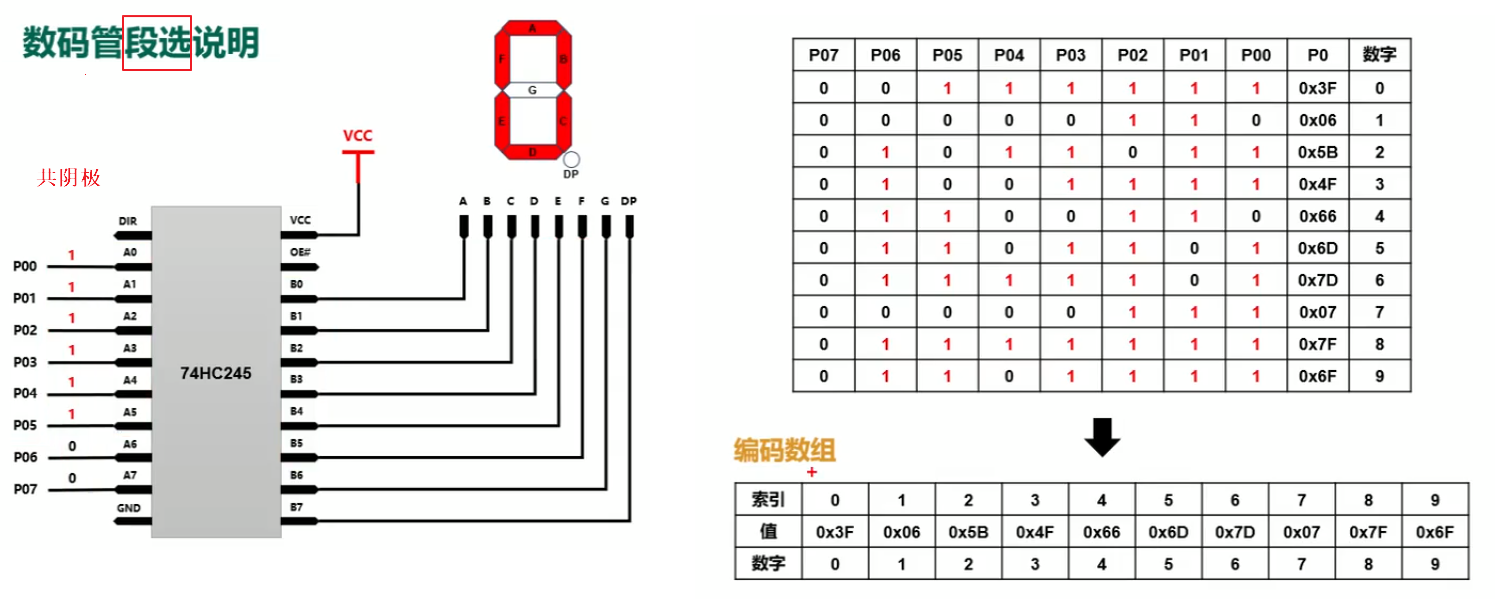 数码管段选说明
共阴极
VCC
A
F
B
G
E
C
D
DP
A B C D E F G DP
74HC245
DIR VCC
P00 1 A0 OE#
P01 1 A1 B0
P02 1 A2 B1
P03 1 A3 B2
P04 1 A4 B3
P05 1 A5 B4
P06 0 A6 B5
P07 0 A7 B6
GND B7
P07 P06 P05 P04 P03 P02 P01 P00 P0 数字
0 0 1 1 1 1 1 1 0x3F 0
0 0 0 0 0 1 1 0 0x06 1
0 1 0 1 1 0 1 1 0x5B 2
0 1 0 0 1 1 1 1 0x4F 3
0 1 1 0 0 1 1 0 0x66 4
0 1 1 0 1 1 0 1 0x6D 5
0 1 1 1 1 1 0 1 0x7D 6
0 0 0 0 0 1 1 1 0x07 7
0 1 1 1 1 1 1 1 0x7F 8
0 1 1 0 1 1 1 1 0x6F 9
编码数组
索引 0 1 2 3 4 5 6 7 8 9
值 0x3F 0x06 0x5B 0x4F 0x66 0x6D 0x7D 0x07 0x7F 0x6F
数字 0 1 2 3 4 5 6 7 8 9